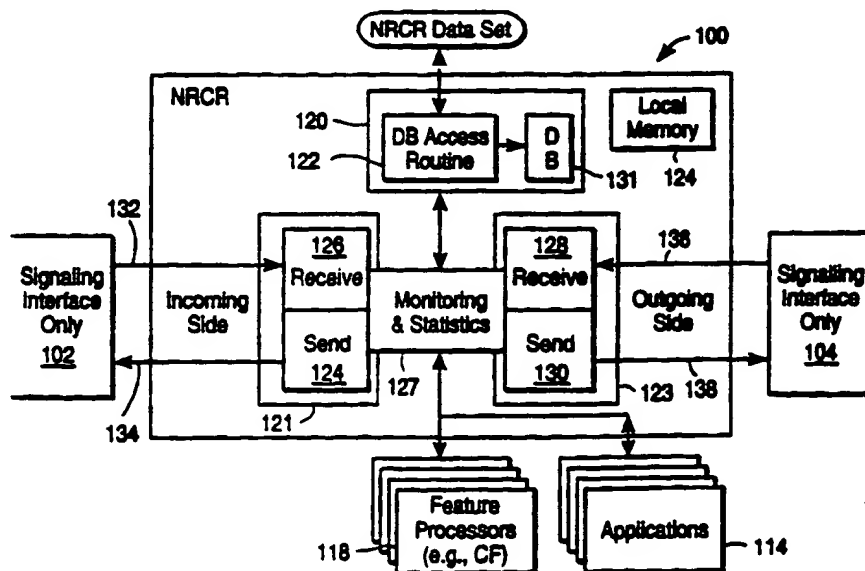 NRCR Data Set
100
NRCR
120
DB Access
Routine
122
D
B
131
Local
Memory
124
132
126
Receive
128
Receive
136
Signaling
Interface
Only
102
Incoming
Side
Monitoring
& Statistics
Outgoing
Side
Signalling
Interface
Only
104
Send
124
Send
130
134
121
127
123
138
Feature
Processors
(e.g., CF)
118
Applications
114